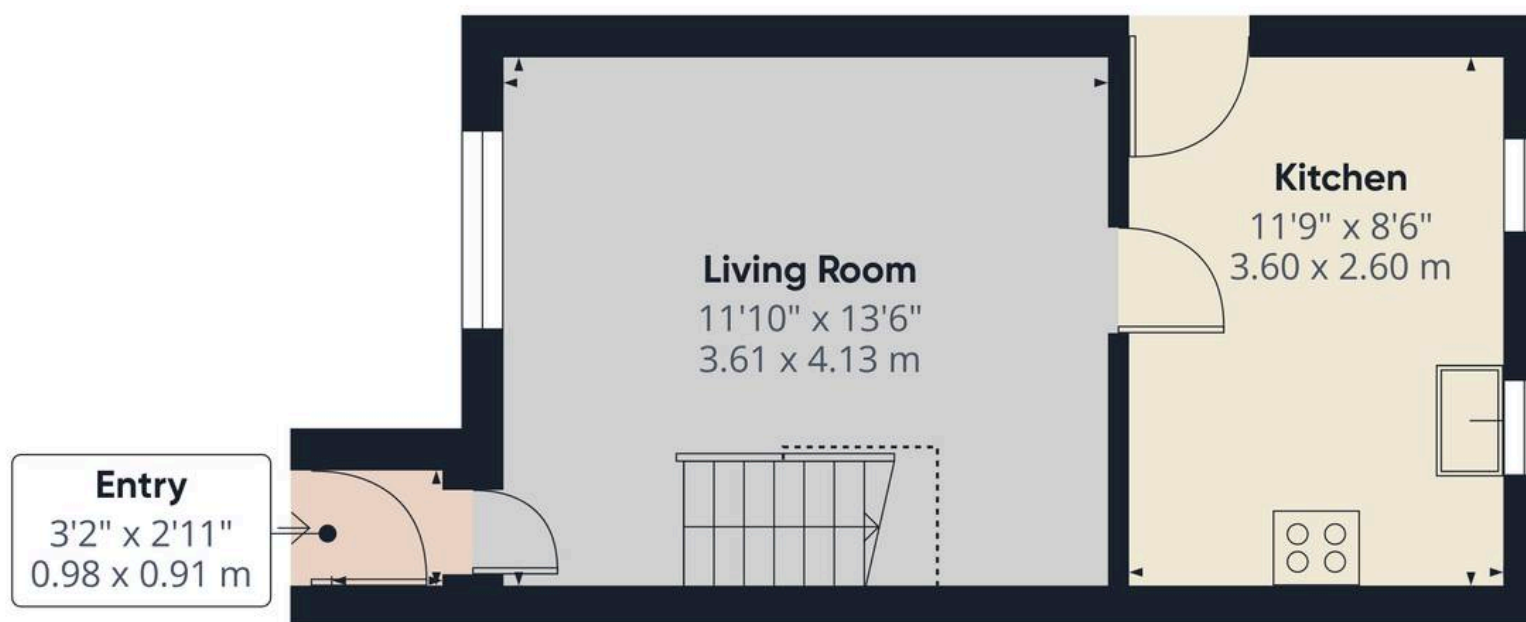 Living Room
11'10" x 13'6"
3.61 x 4.13 m
Kitchen
11'9" x 8'6"
3.60 x 2.60 m
Entry
3'2" x 2'11"
0.98 x 0.91 m